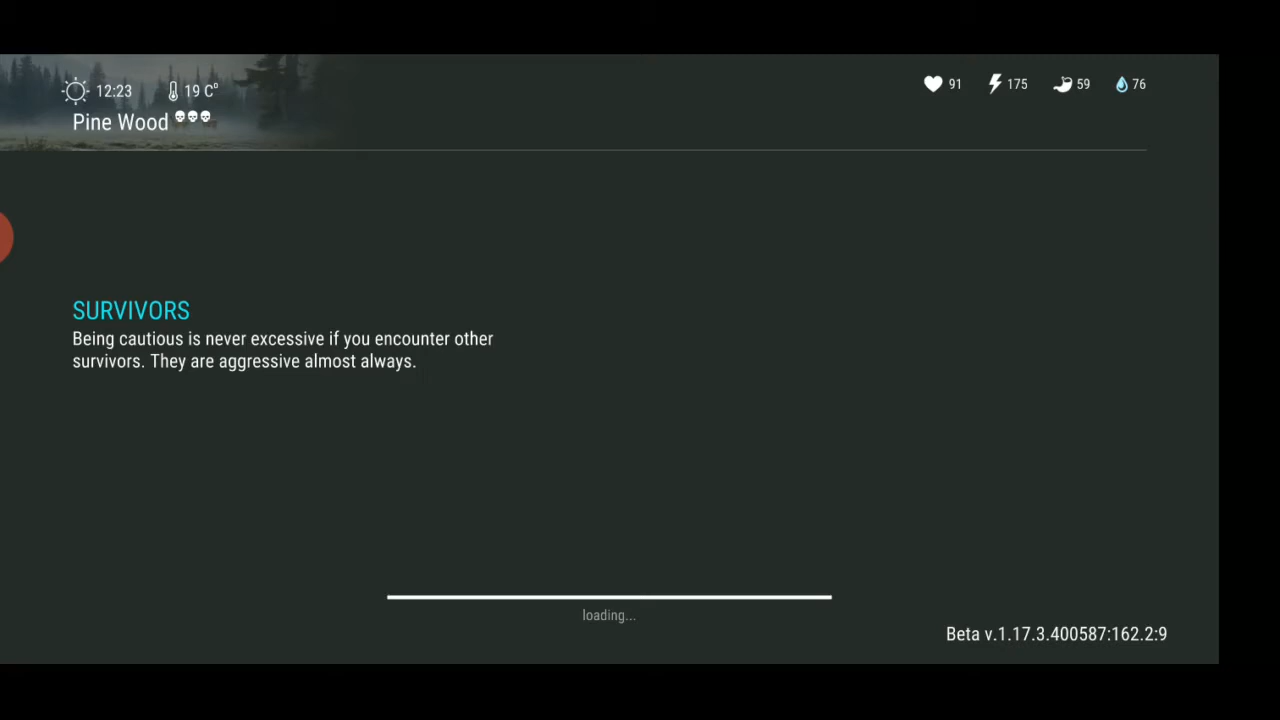 12:23 19 C°
Pine Wood
91 175 59 76
SURVIVORS
Being cautious is never excessive if you encounter other
survivors. They are aggressive almost always.
loading...
Beta v.1.17.3.400587:162.2:9